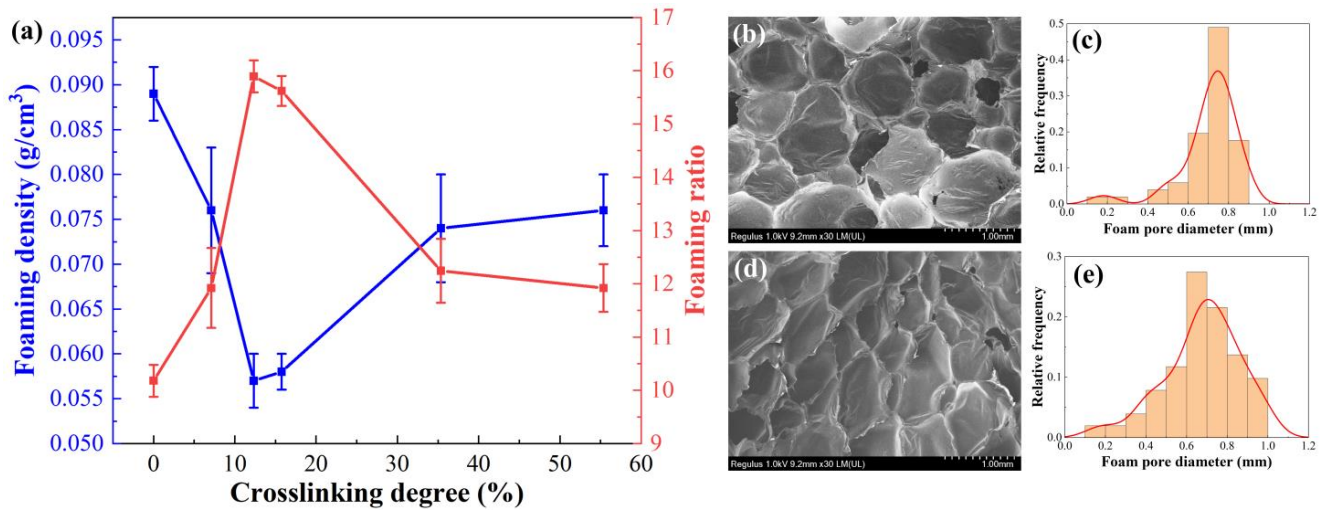 (a)
Foaming density (g/cm³)
0.095
0.090
0.085
0.080
0.075
0.070
0.065
0.060
0.055
0.050
0 10 20 30 40 50 60
Crosslinking degree (%)
17
16
15
14
13
12
11
10
9
Foaming ratio
(b)
Regulus 1.0kV 9.2mm x30 LM(UL) 1.00mm
(c)
Relative frequency
0.5
0.4
0.3
0.2
0.1
0.0
0.0 0.2 0.4 0.6 0.8 1.0 1.2
Foam pore diameter (mm)
(d)
Regulus 1.0kV 9.2mm x30 LM(UL) 1.00mm
(e)
Relative frequency
0.3
0.2
0.1
0.0
0.0 0.2 0.4 0.6 0.8 1.0 1.2
Foam pore diameter (mm)